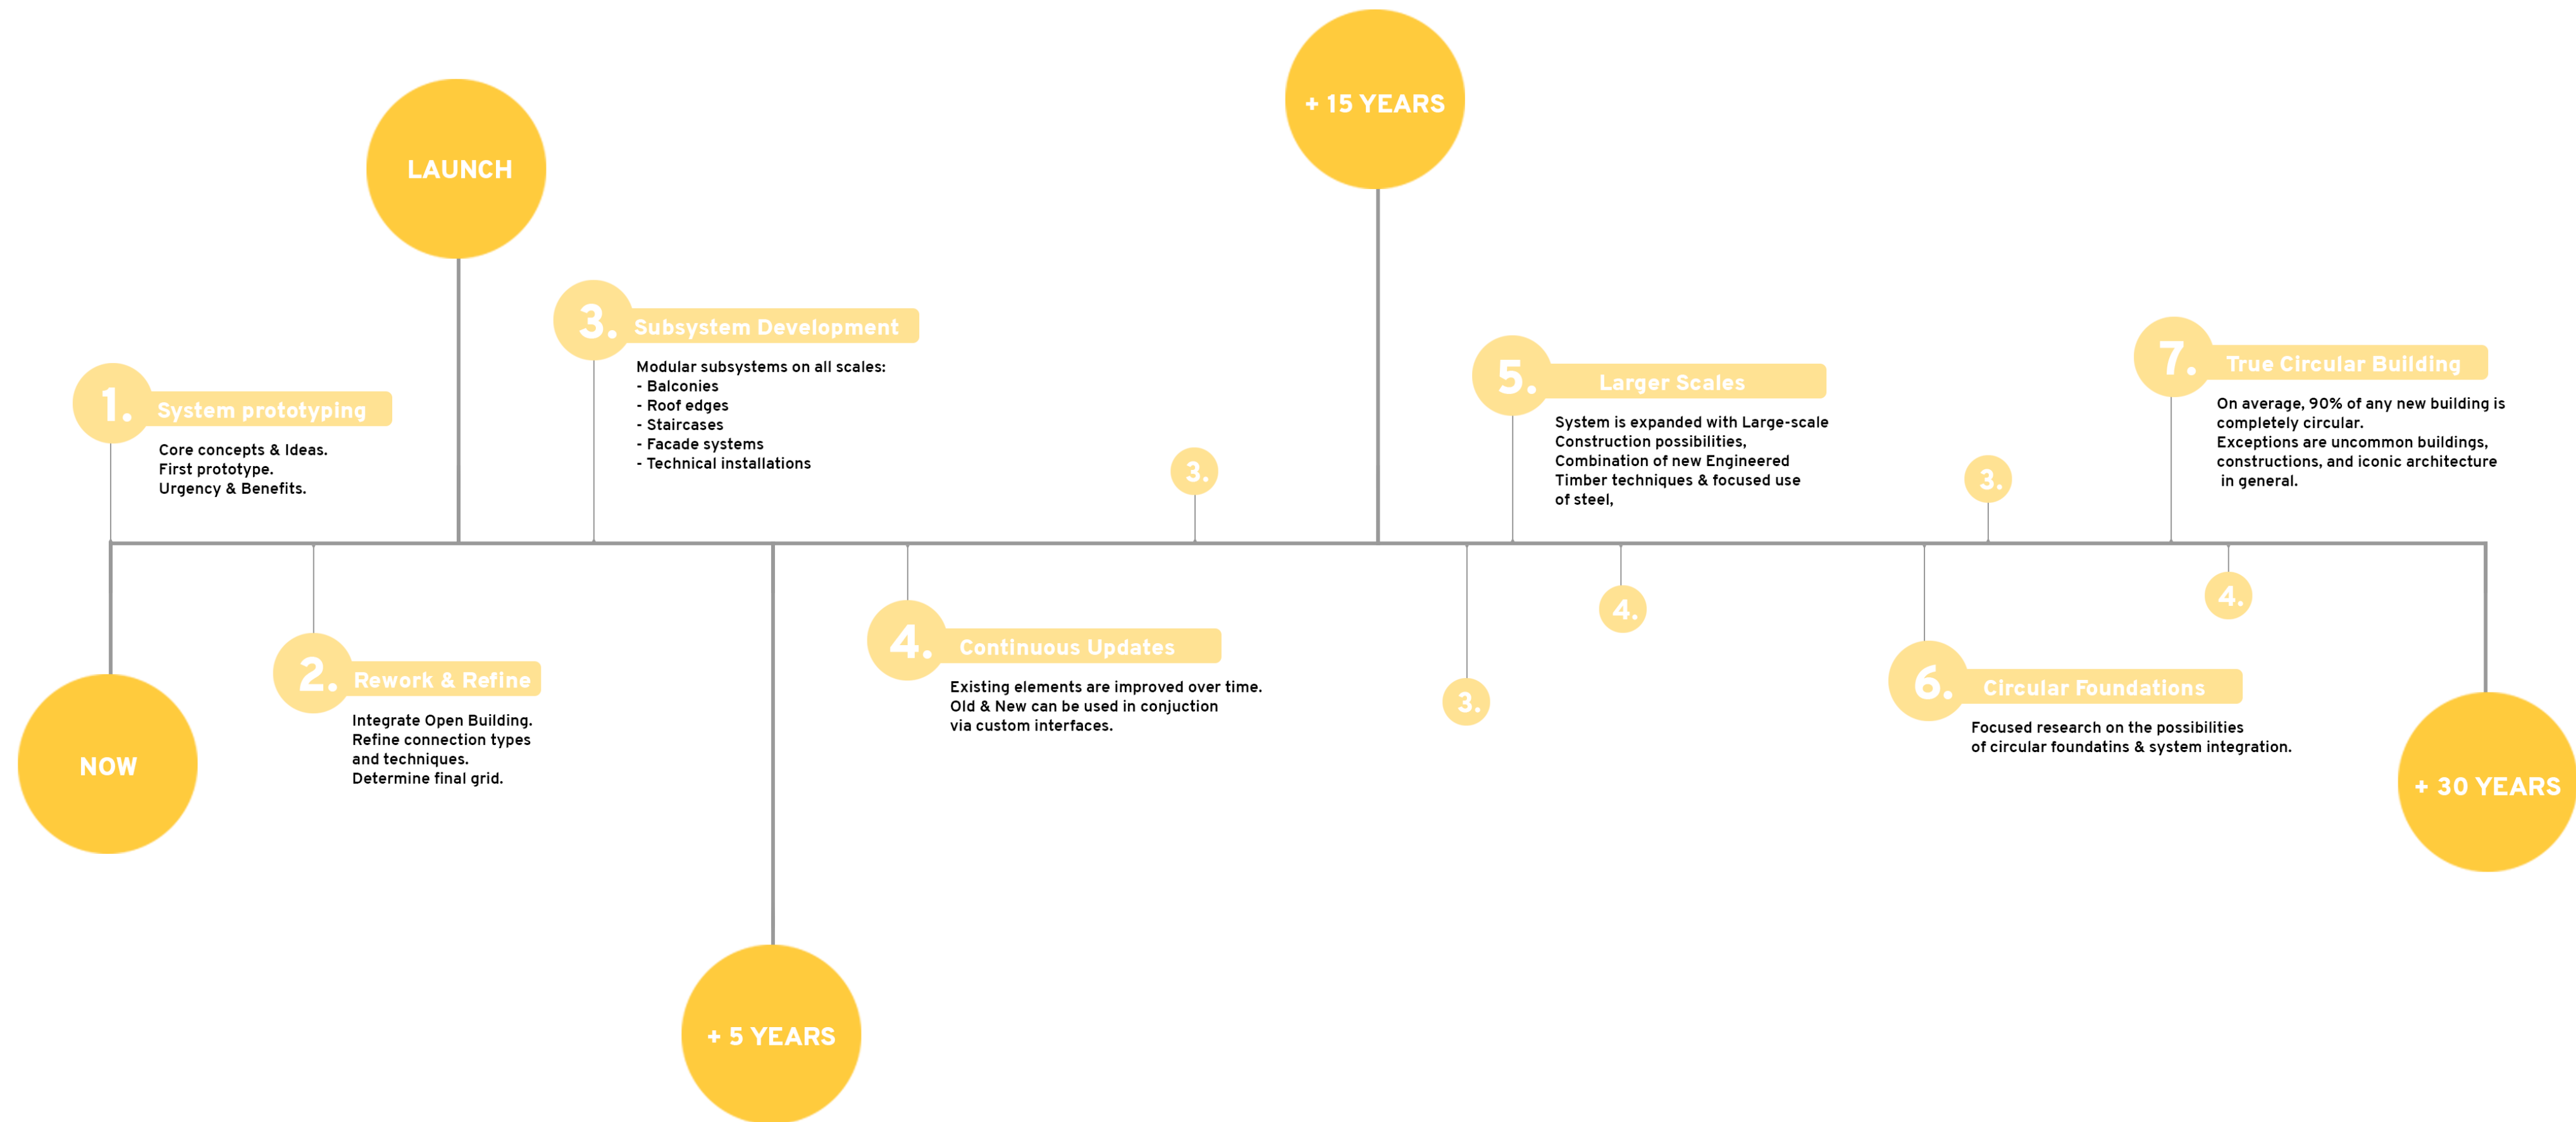 + 15 YEARS
LAUNCH
1.
System prototyping
Core concepts & Ideas.
First prototype.
Urgency & Benefits.
3.
Subsystem Development
Modular subsystems on all scales:
- Balconies
- Roof edges
- Staircases
- Facade systems
- Technical installations
3.
5.
Larger Scales
System is expanded with Large-scale
Construction possibilities,
Combination of new Engineered
Timber techniques & focused use
of steel,
3.
7.
True Circular Building
On average, 90% of any new building is
completely circular.
Exceptions are uncommon buildings,
constructions, and iconic architecture
in general.
NOW
2.
Rework & Refine
Integrate Open Building.
Refine connection types
and techniques.
Determine final grid.
4.
Continuous Updates
Existing elements are improved over time.
Old & New can be used in conjuction
via custom interfaces.
3.
4.
6.
Circular Foundations
Focused research on the possibilities
of circular foundatins & system integration.
4.
+ 30 YEARS
+ 5 YEARS